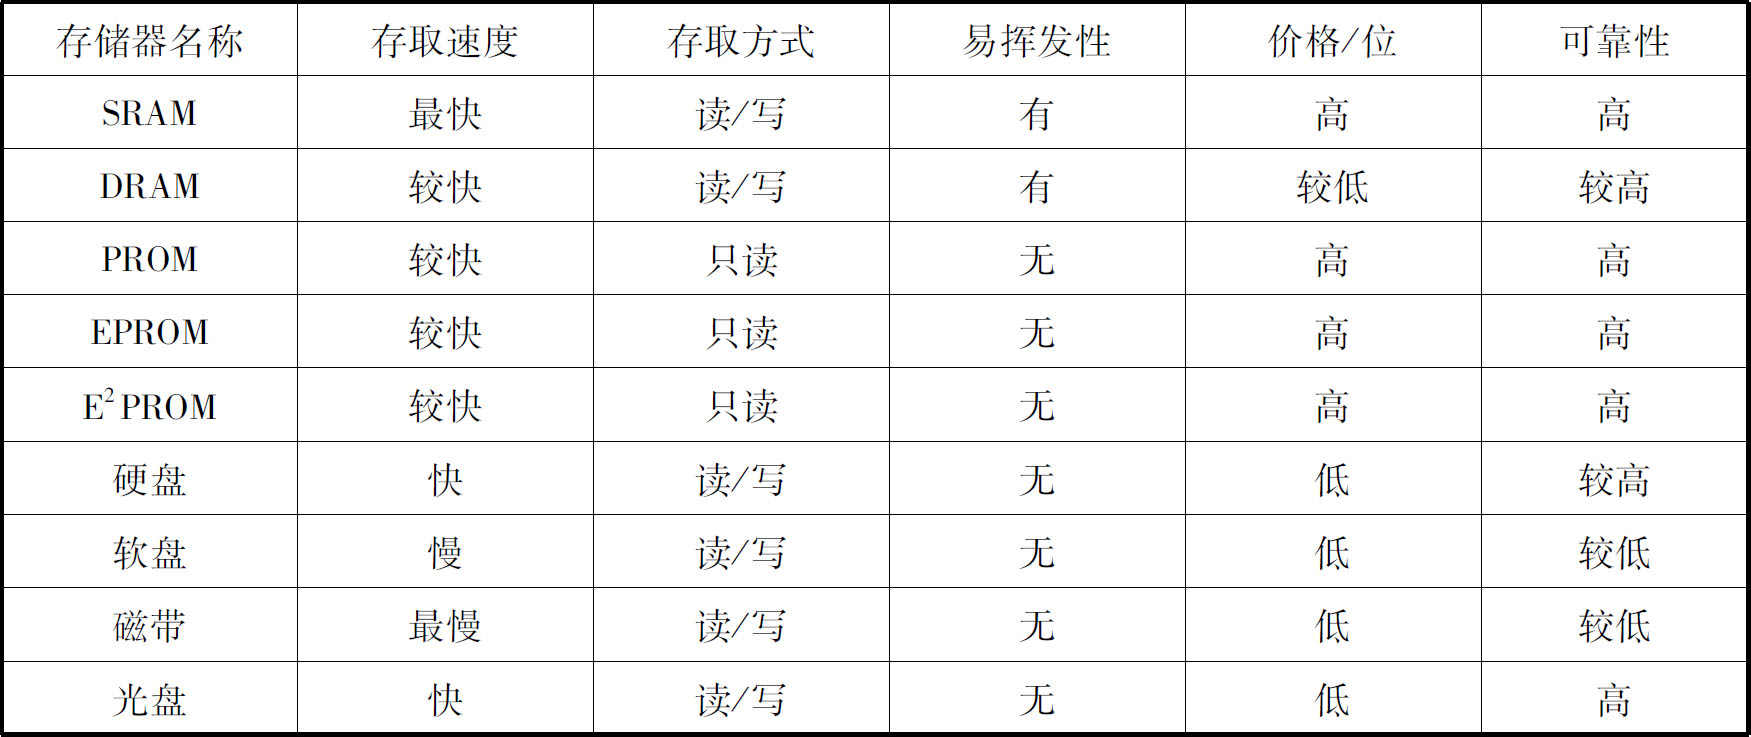 存储器名称 存取速度 存取方式 易挥发性 价格/位 可靠性
SRAM 最快 读/写 有 高 高
DRAM 较快 读/写 有 较低 较高
PROM 较快 只读 无 高 高
EPROM 较快 只读 无 高 高
E²PROM 较快 只读 无 高 高
硬盘 快 读/写 无 低 较高
软盘 慢 读/写 无 低 较低
磁带 最慢 读/写 无 低 较低
光盘 快 读/写 无 低 高